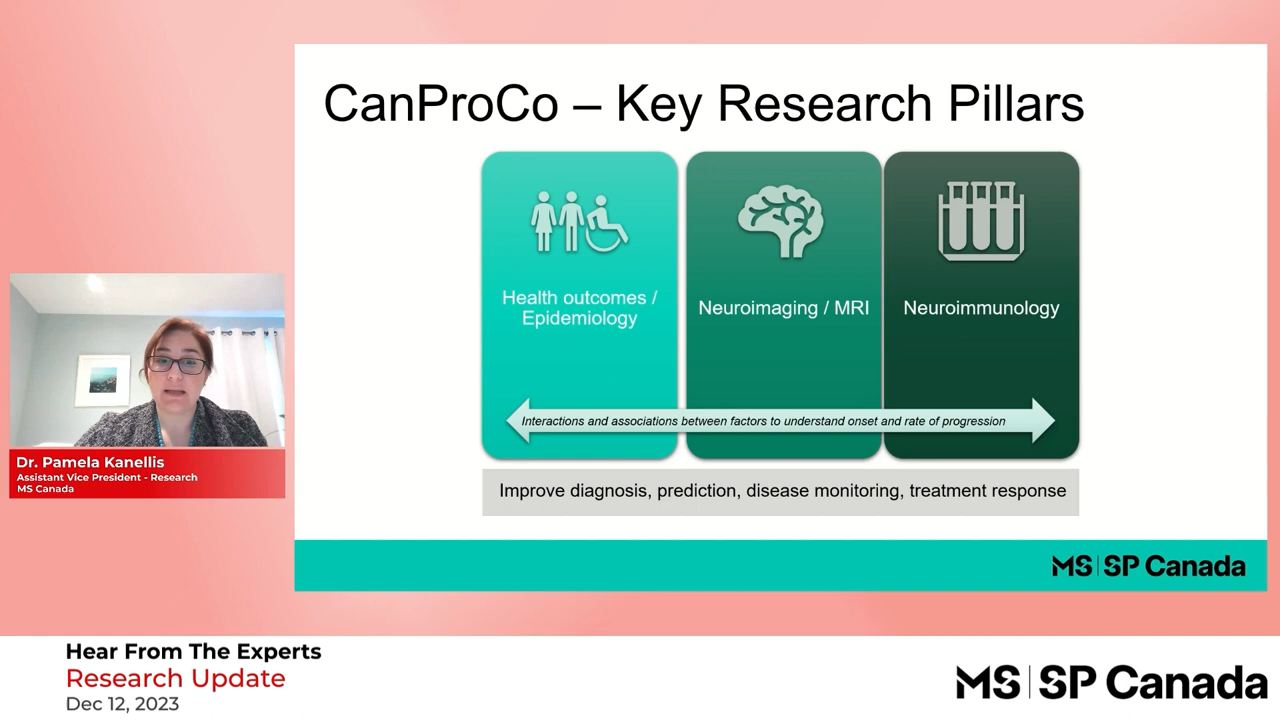 CanProCo – Key Research Pillars
Health outcomes /
Epidemiology
Neuroimaging / MRI
Neuroimmunology
Interactions and associations between factors to understand onset and rate of progression
Improve diagnosis, prediction, disease monitoring, treatment response
MS | SP Canada
Dr. Pamela Kanellis
Assistant Vice President - Research
MS Canada
Hear From The Experts
Research Update
Dec 12, 2023
MS | SP Canada